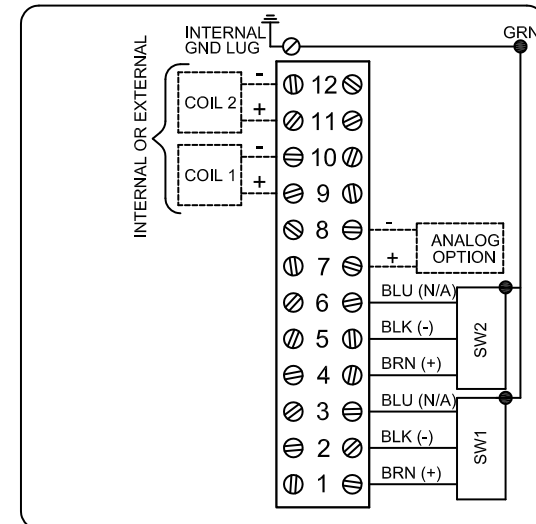 INTERNAL
GND LUG
GRN
INTERNAL OR EXTERNAL
COIL 2
-
+
COIL 1
-
+
12
11
10
9
8
7
6
5
4
3
2
1
-
+
ANALOG
OPTION
BLU (N/A)
BLK (-)
BRN (+)
SW2
BLU (N/A)
BLK (-)
BRN (+)
SW1